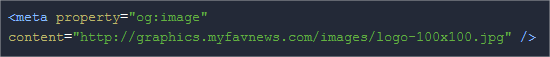 <meta property="og:image"
content="http://graphics.myfavnews.com/images/logo-100x100.jpg" />